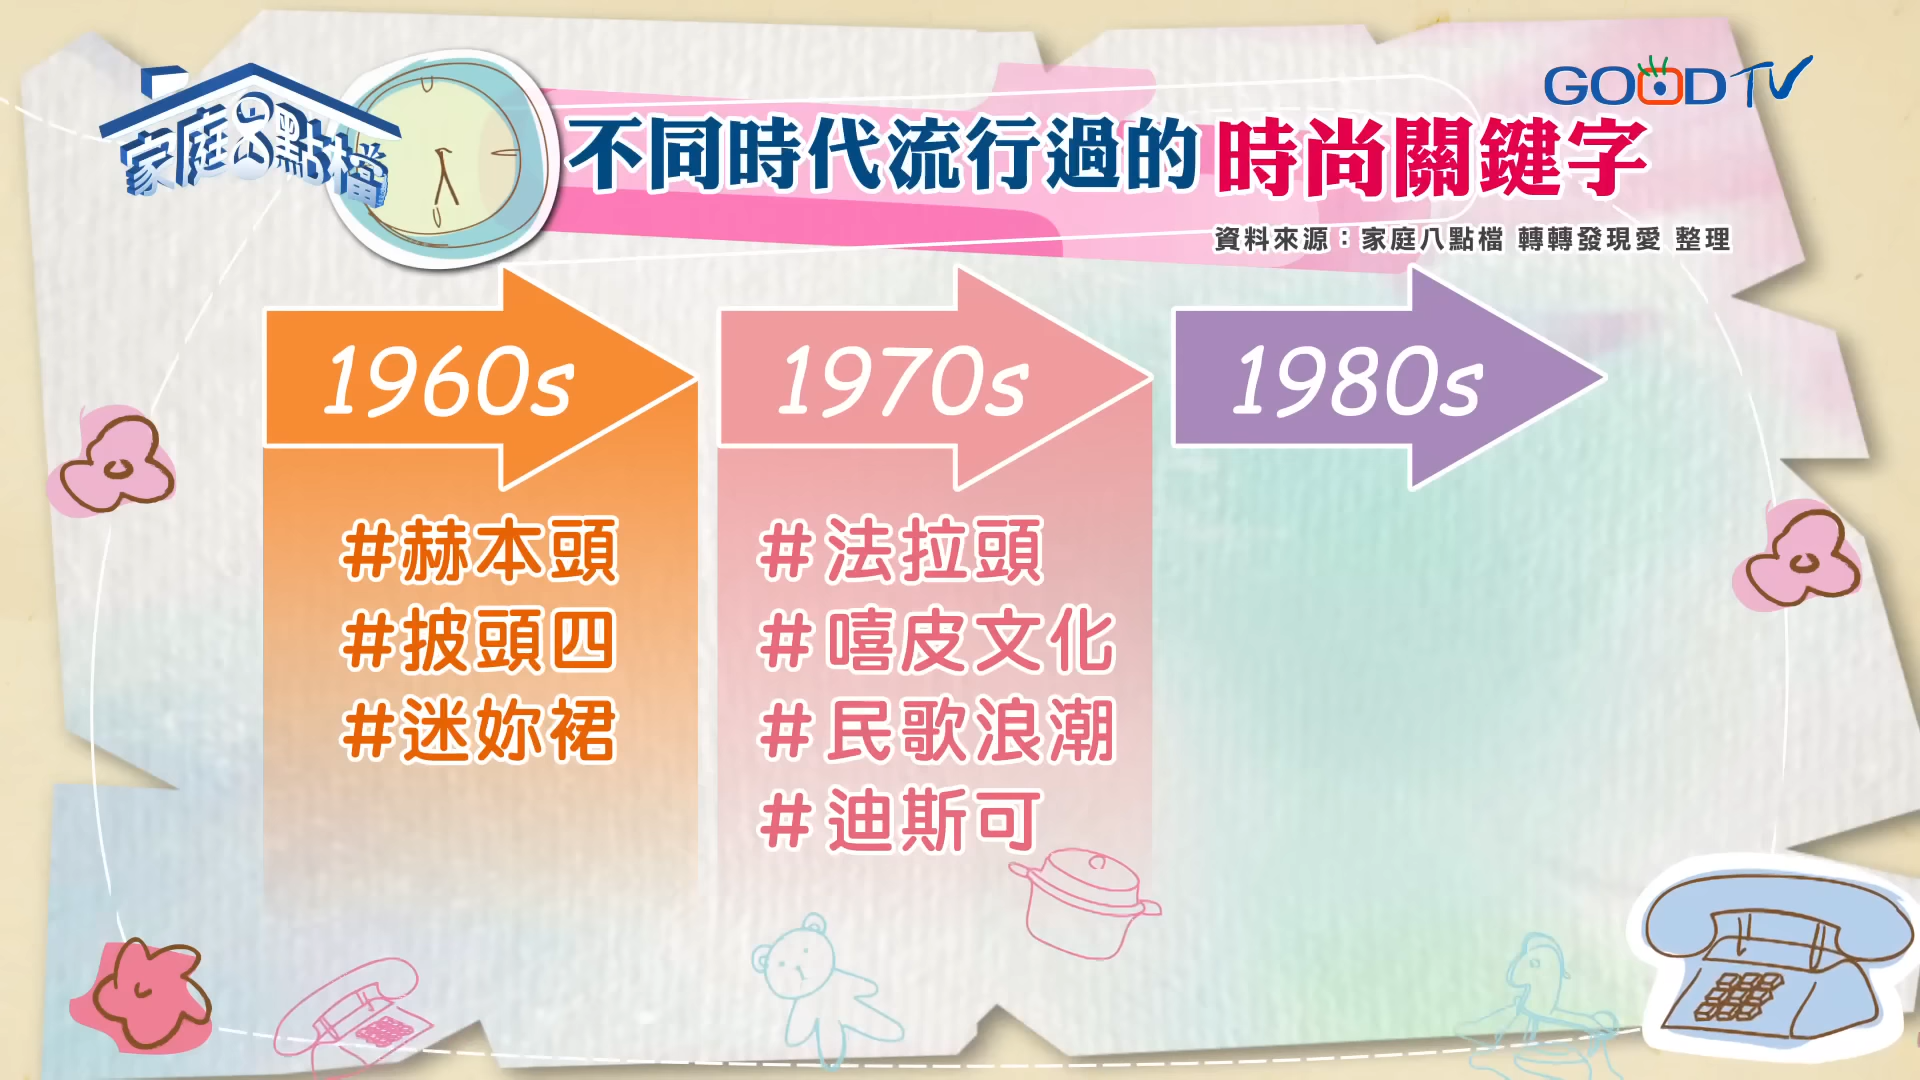 家庭8點檔
GOOD TV
不同時代流行過的時尚關鍵字
資料來源：家庭八點檔 轉轉發現愛 整理
1960s
#赫本頭
#披頭四
#迷妳裙
1970s
#法拉頭
#嘻皮文化
#民歌浪潮
#迪斯可
1980s